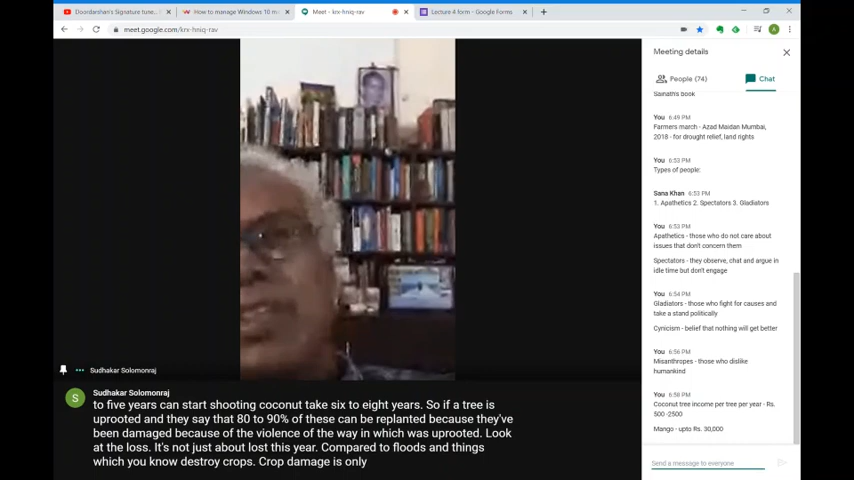 Doordarshan's Signature tune...
How to manage Windows 10 m
Meet - krx-hniq-rav
Lecture 4 form - Google Forms
meet.google.com/krx-hniq-rav
Meeting details
People (74)
Chat
Sainath's book
You 6:49 PM
Farmers march - Azad Maidan Mumbai,
2018 - for drought relief, land rights
You 6:53 PM
Types of people:
Sana Khan 6:53 PM
1. Apathetics 2. Spectators 3. Gladiators
You 6:53 PM
Apathetics - those who do not care about
issues that don't concern them
Spectators - they observe, chat and argue in
idle time but don't engage
You 6:54 PM
Gladiators - those who fight for causes and
take a stand politically
Cynicism - belief that nothing will get better
You 6:56 PM
Misanthropes - those who dislike
humankind
You 6:58 PM
Coconut tree income per tree per year - Rs.
500 -2500
Mango - upto Rs. 30,000
Send a message to everyone
Sudhakar Solomonraj
S
Sudhakar Solomonraj
to five years can start shooting coconut take six to eight years. So if a tree is
uprooted and they say that 80 to 90% of these can be replanted because they've
been damaged because of the violence of the way in which was uprooted. Look
at the loss. It's not just about lost this year. Compared to floods and things
which you know destroy crops. Crop damage is only